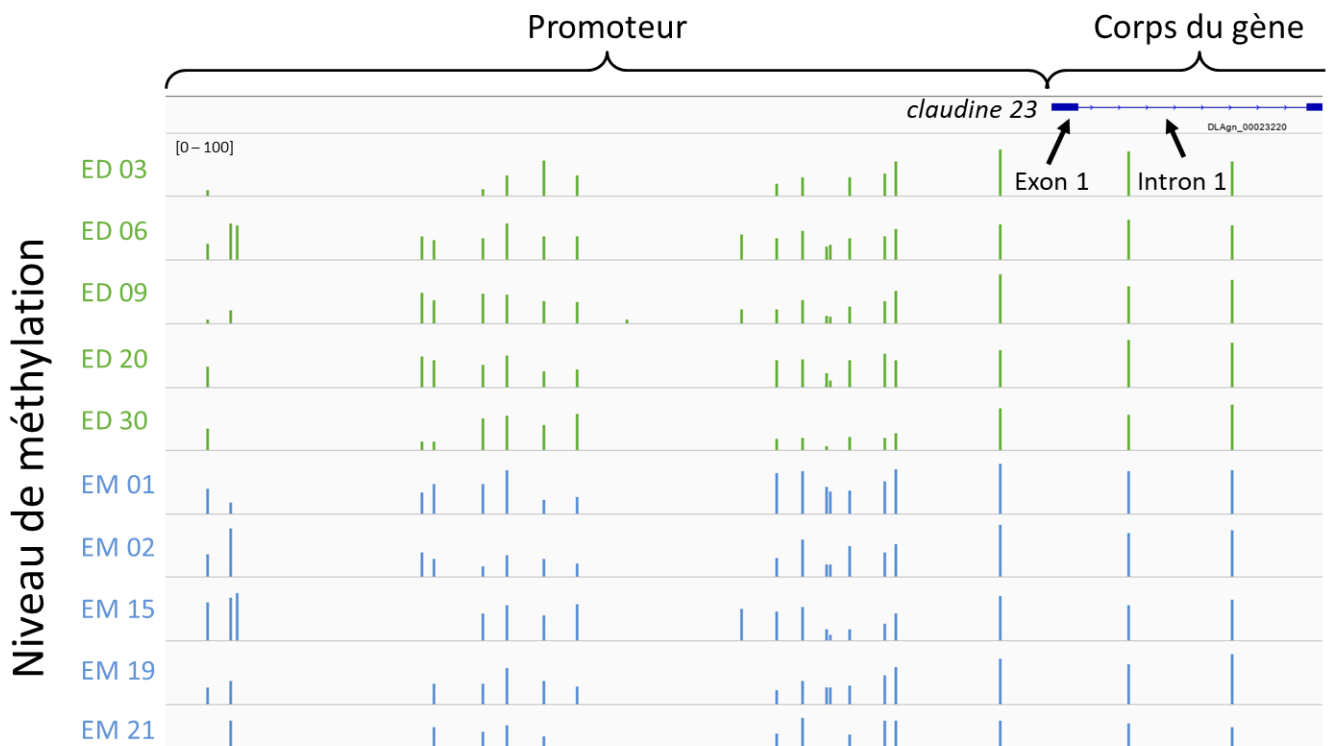 Promoteur
Corps du gène
claudine 23
DLAgn_00023220
[0 – 100]
Exon 1
Intron 1
Niveau de méthylation
ED 03
ED 06
ED 09
ED 20
ED 30
EM 01
EM 02
EM 15
EM 19
EM 21